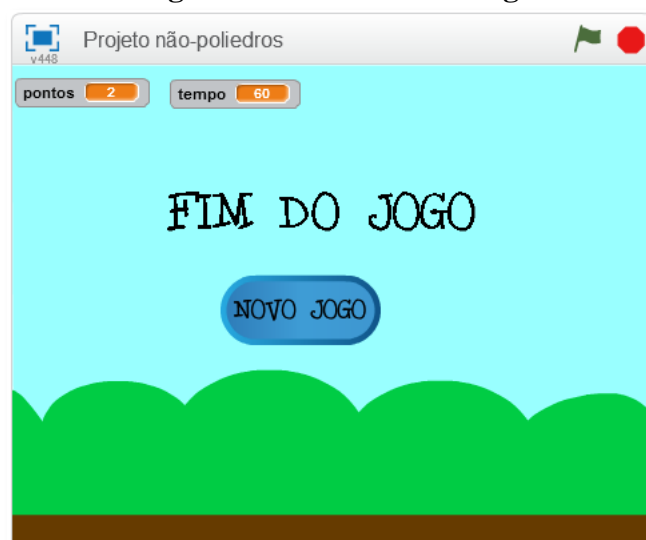 Projeto não-poliedros
v448
pontos 2
tempo 60
FIM DO JOGO
NOVO JOGO